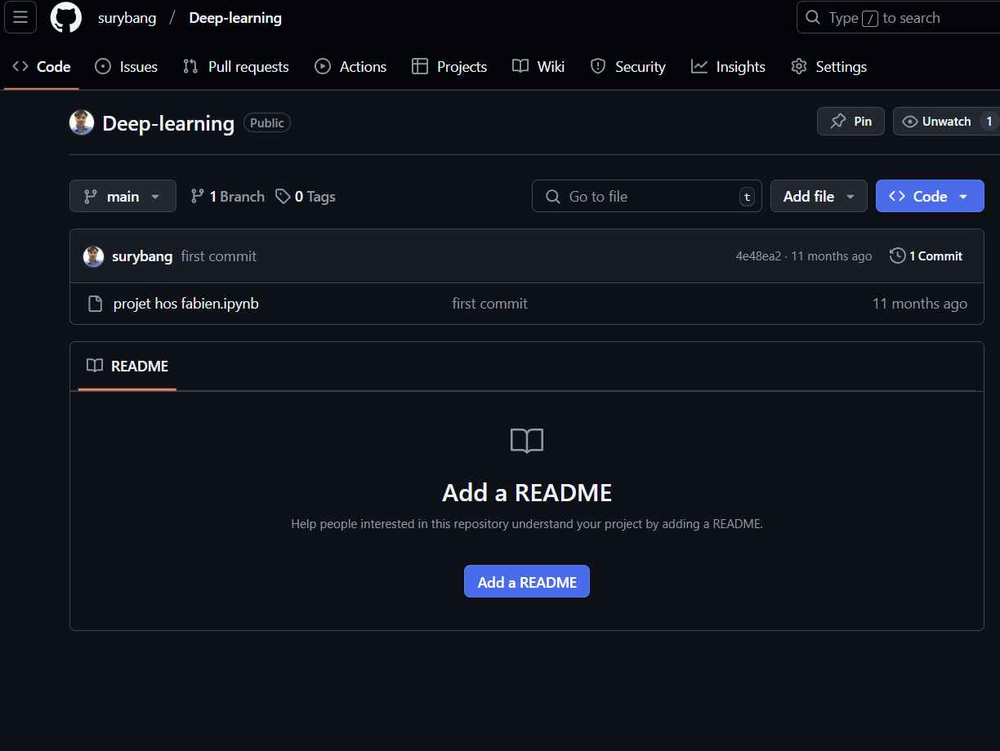 surybang / Deep-learning Type / to search
Code Issues Pull requests Actions Projects Wiki Security Insights Settings
Deep-learning Public Pin Unwatch 1
main 1 Branch 0 Tags Go to file t Add file Code
surybang first commit 4e48ea2 · 11 months ago 1 Commit
projet hos fabien.ipynb first commit 11 months ago
README
Add a README
Help people interested in this repository understand your project by adding a README.
Add a README